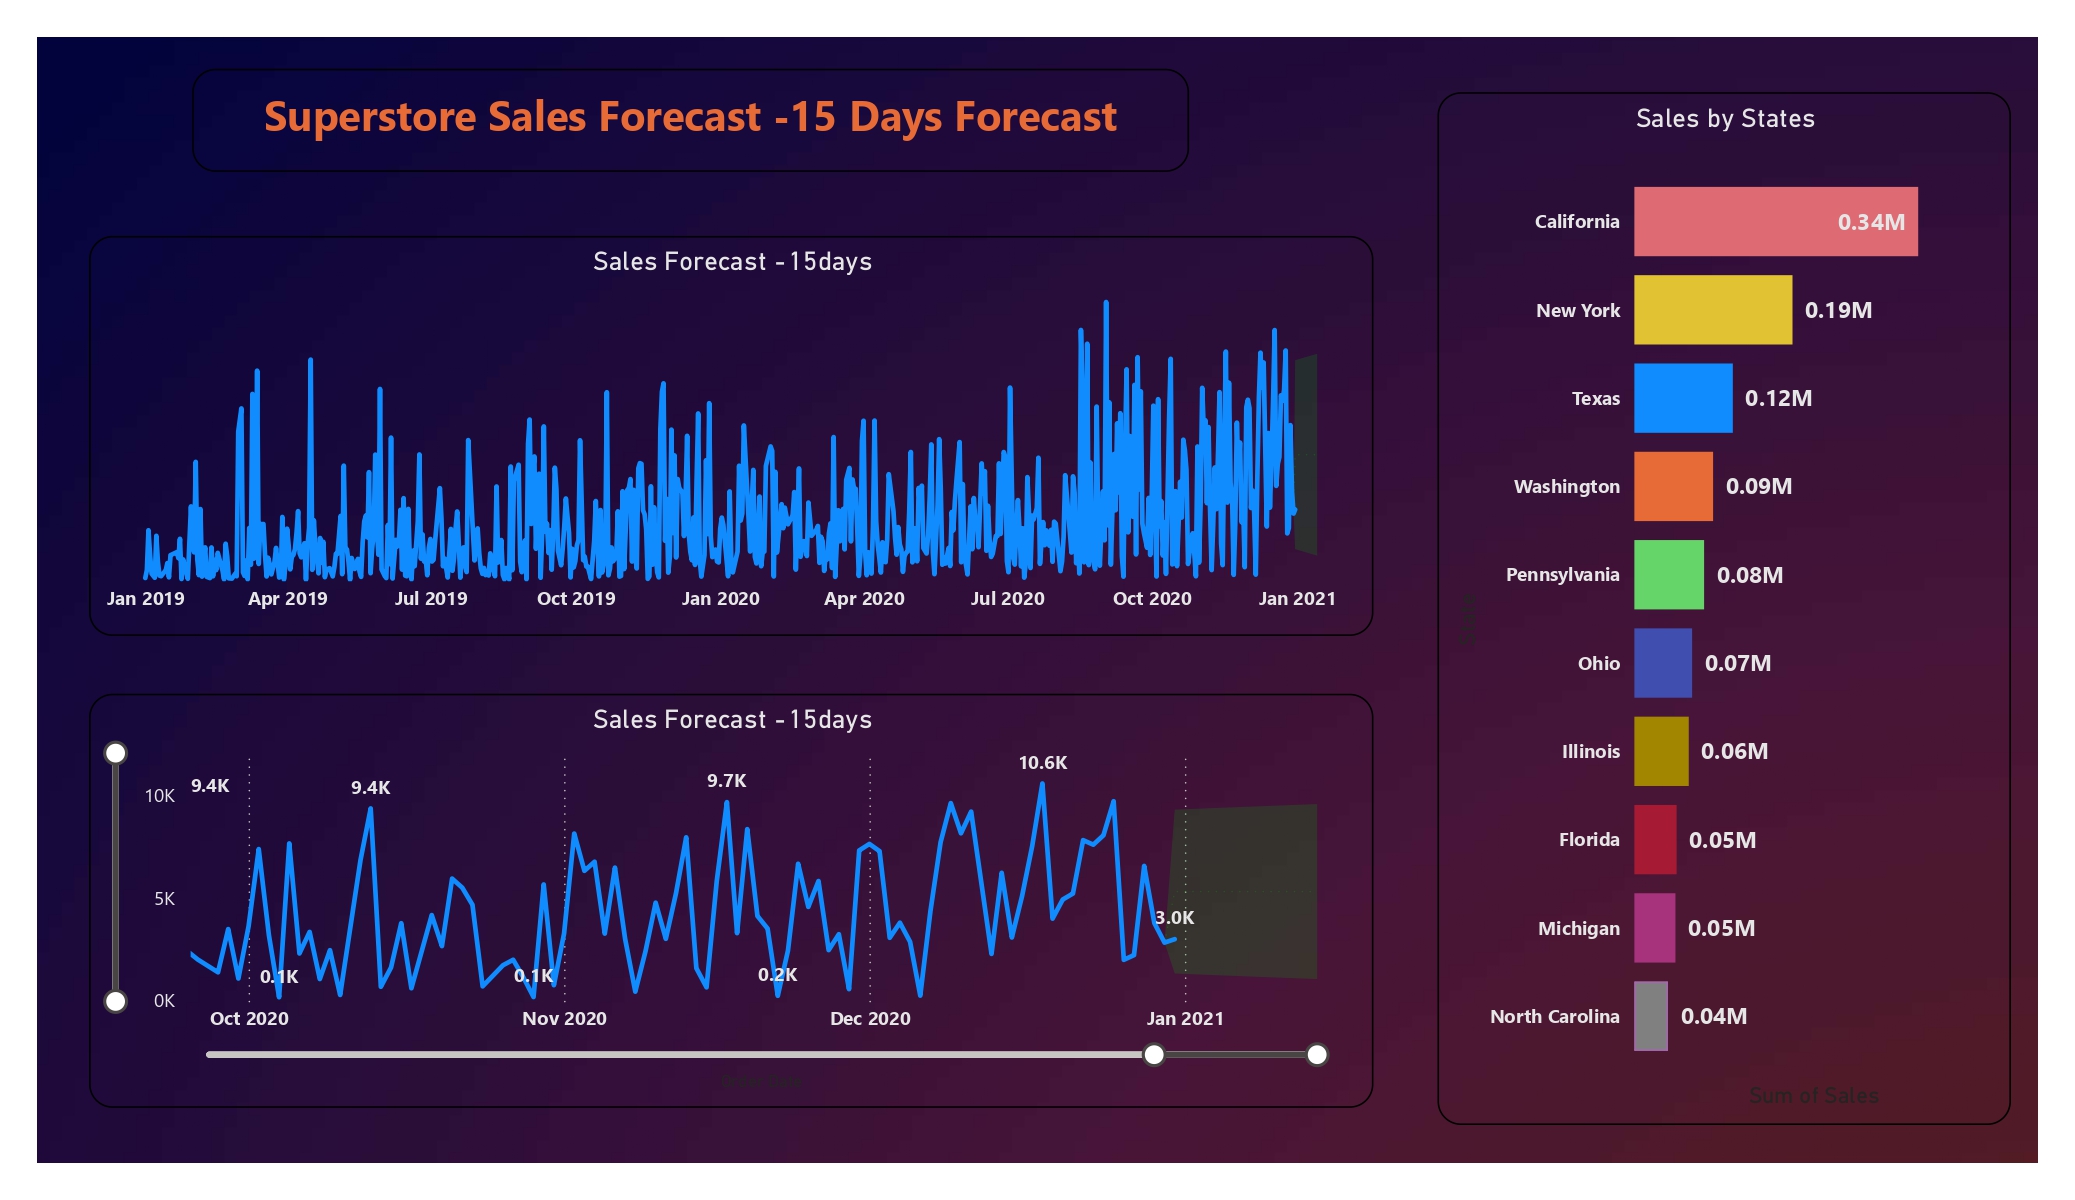 Superstore Sales Forecast -15 Days Forecast
Sales Forecast -15days
Jan 2019 Apr 2019 Jul 2019 Oct 2019 Jan 2020 Apr 2020 Jul 2020 Oct 2020 Jan 2021
Sales Forecast -15days
10K
5K
0K
9.4K
9.4K
9.7K
10.6K
0.1K
0.1K
0.2K
3.0K
Oct 2020 Nov 2020 Dec 2020 Jan 2021
Sales by States
California 0.34M
New York 0.19M
Texas 0.12M
Washington 0.09M
Pennsylvania 0.08M
Ohio 0.07M
Illinois 0.06M
Florida 0.05M
Michigan 0.05M
North Carolina 0.04M
Sum of Sales